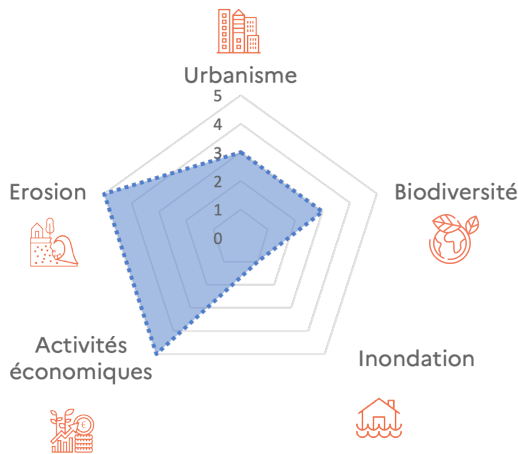 Urbanisme
5
4
3
2
1
0
Erosion
Biodiversité
Activités
économiques
Inondation
€